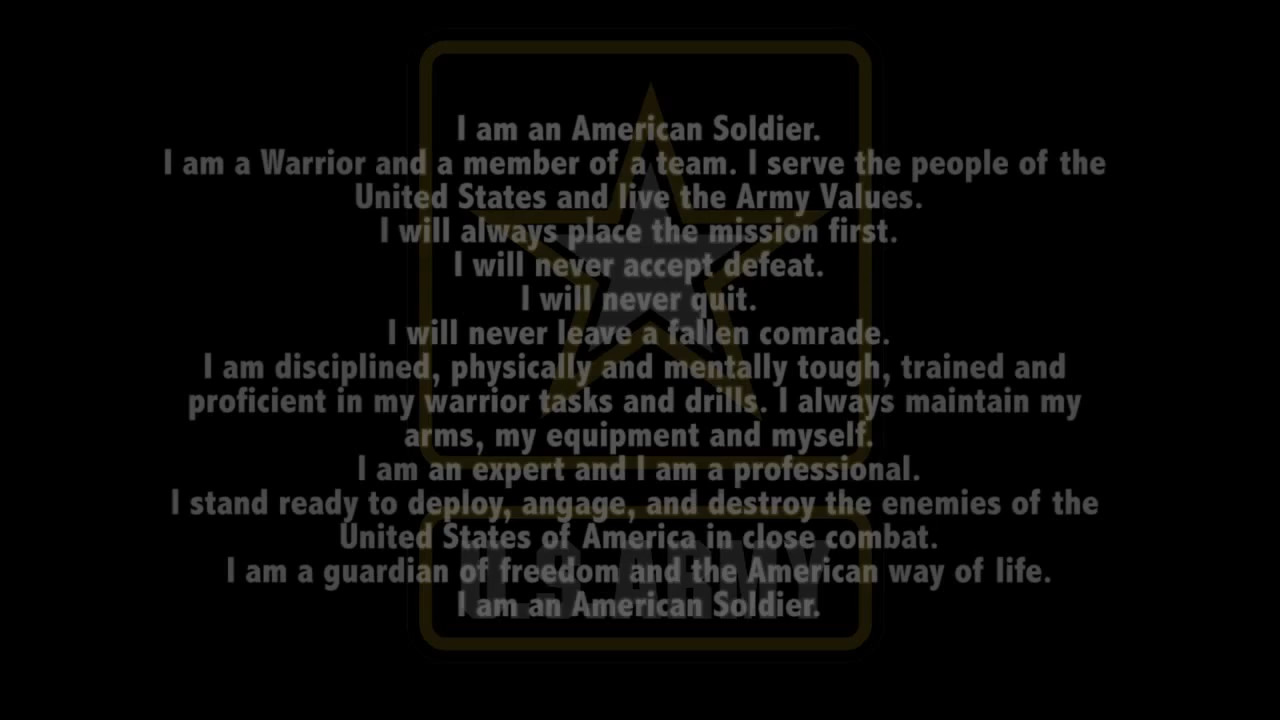 I am an American Soldier.
I am a Warrior and a member of a team. I serve the people of the
United States and live the Army Values.
I will always place the mission first.
I will never accept defeat.
I will never quit.
I will never leave a fallen comrade.
I am disciplined, physically and mentally tough, trained and
proficient in my warrior tasks and drills. I always maintain my
arms, my equipment and myself.
I am an expert and I am a professional.
I stand ready to deploy, angage, and destroy the enemies of the
United States of America in close combat.
I am a guardian of freedom and the American way of life.
I am an American Soldier.
U.S.ARMY